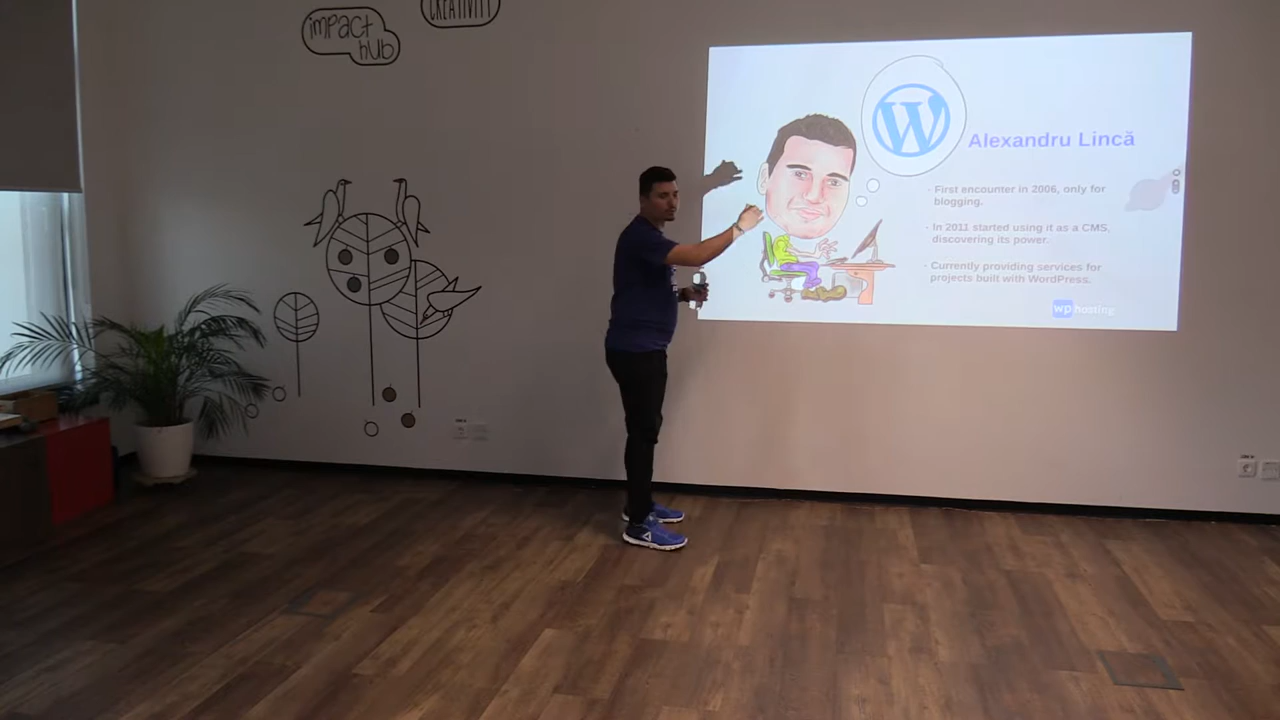 CREATIVITY
impact
hub
W
Alexandru Lincă
- First encounter in 2006, only for
blogging.
- In 2011 started using it as a CMS,
discovering its power.
- Currently providing services for
projects built with WordPress.
wp hosting